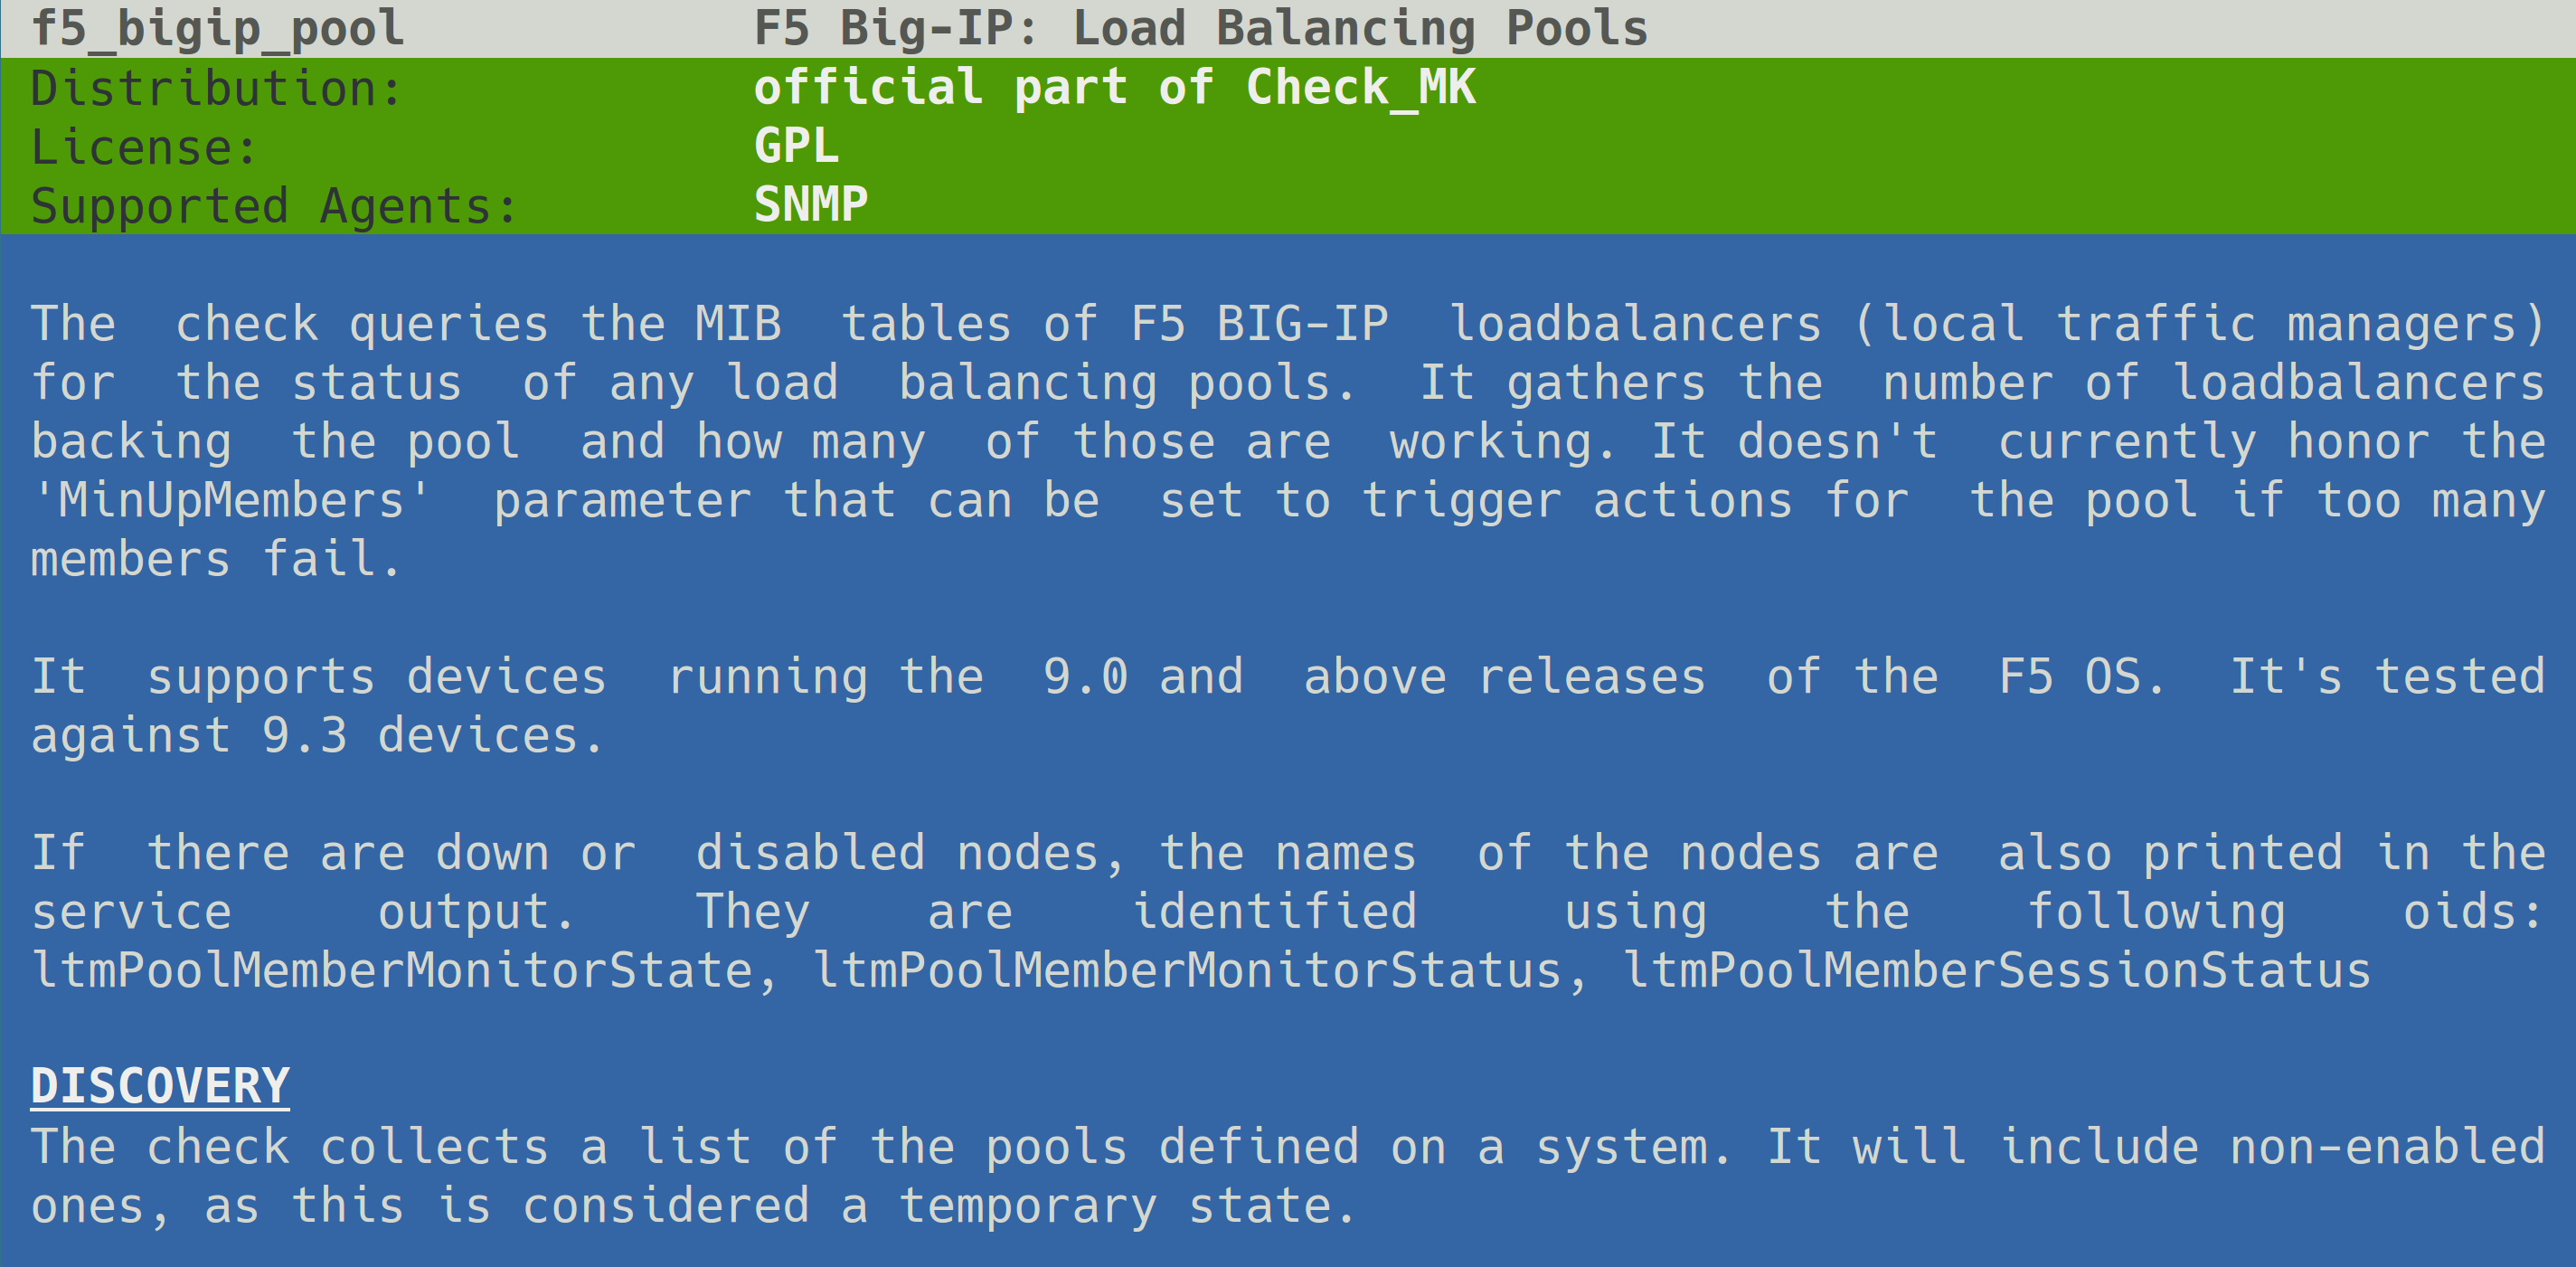 f5_bigip_pool F5 Big-IP: Load Balancing Pools
Distribution: official part of Check_MK
License: GPL
Supported Agents: SNMP
The check queries the MIB tables of F5 BIG-IP loadbalancers (local traffic managers)
for the status of any load balancing pools. It gathers the number of loadbalancers
backing the pool and how many of those are working. It doesn't currently honor the
'MinUpMembers' parameter that can be set to trigger actions for the pool if too many
members fail.
It supports devices running the 9.0 and above releases of the F5 OS. It's tested
against 9.3 devices.
If there are down or disabled nodes, the names of the nodes are also printed in the
service output. They are identified using the following oids:
ltmPoolMemberMonitorState, ltmPoolMemberMonitorStatus, ltmPoolMemberSessionStatus
DISCOVERY
The check collects a list of the pools defined on a system. It will include non-enabled
ones, as this is considered a temporary state.